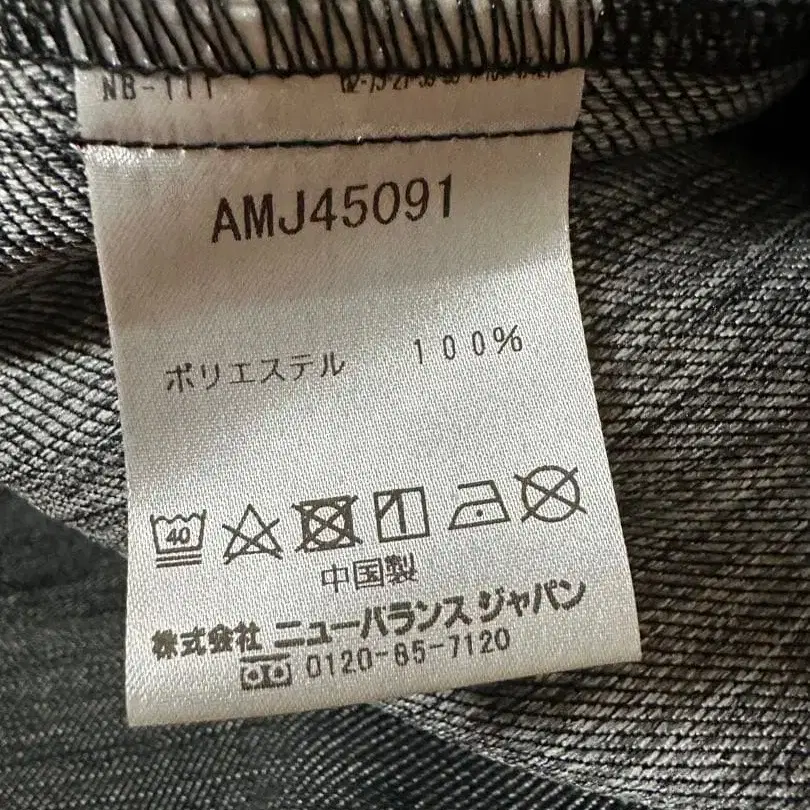 NB-111
AMJ45091
ポリエステル 100%
40
中国製
株式会社 ニューバランス ジャパン
0120-85-7120